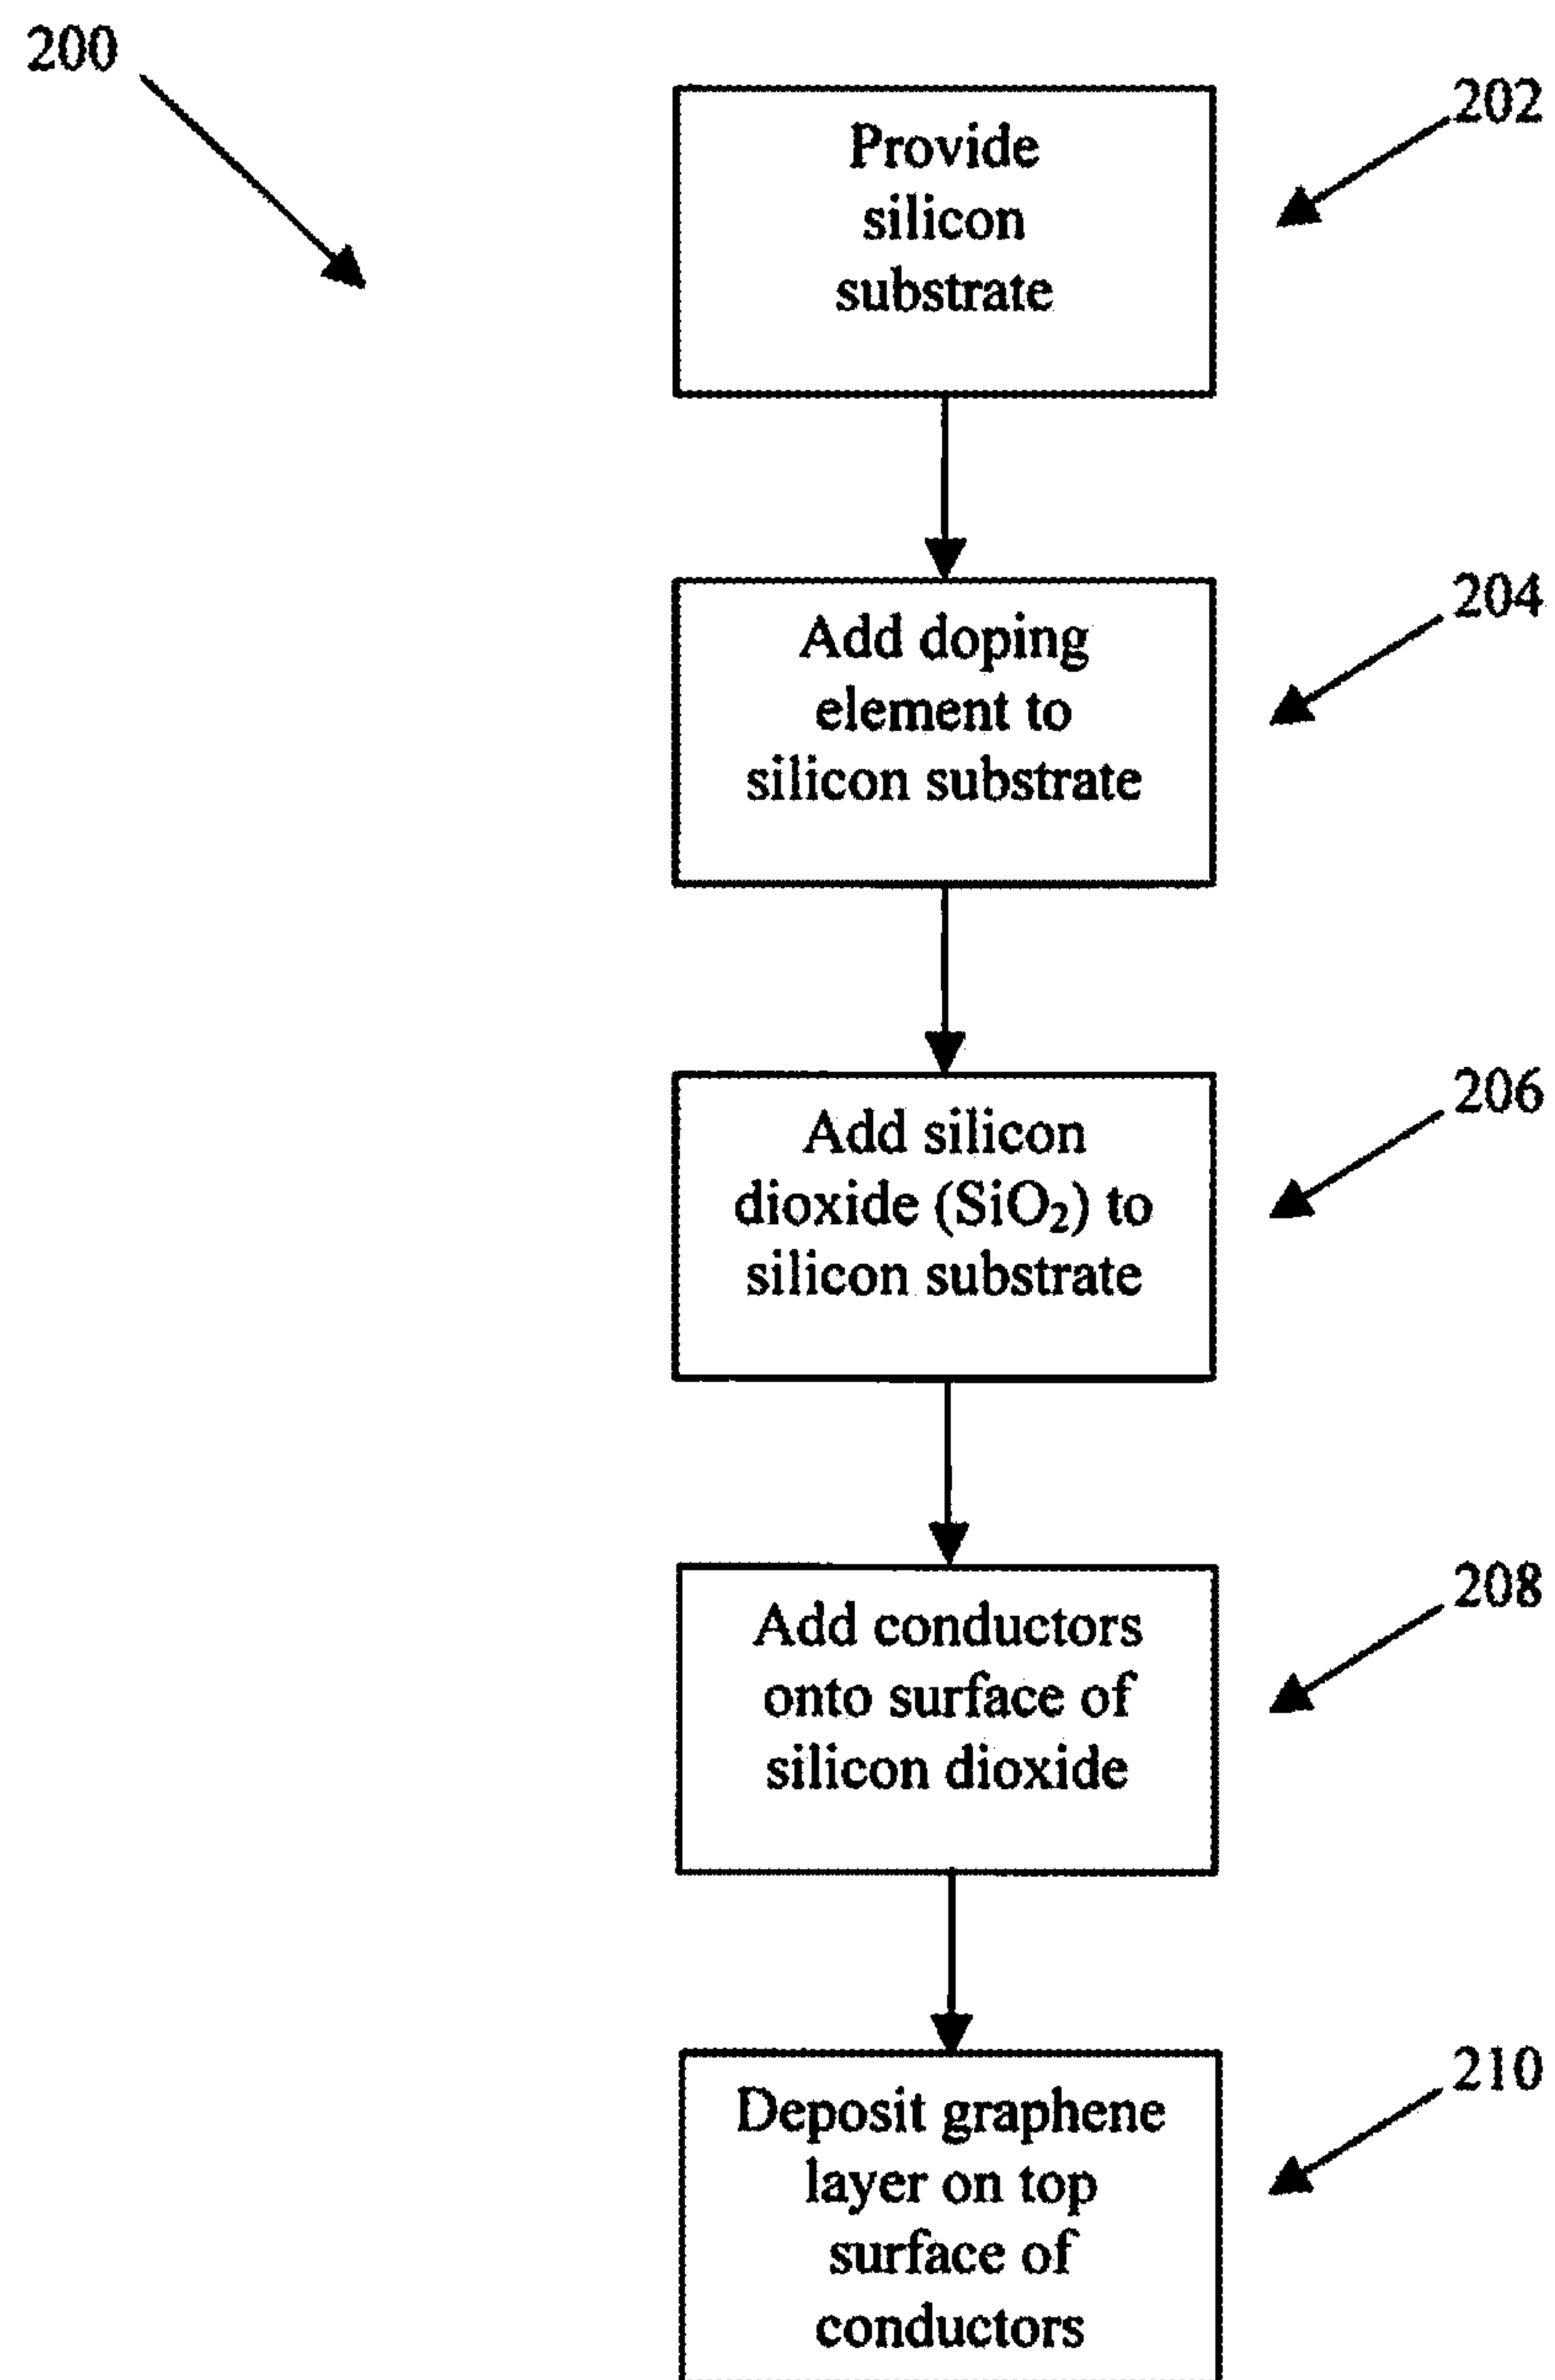 200
202
Provide
silicon
substrate
204
Add doping
element to
silicon substrate
206
Add silicon
dioxide (SiO₂) to
silicon substrate
208
Add conductors
onto surface of
silicon dioxide
210
Deposit graphene
layer on top
surface of
conductors